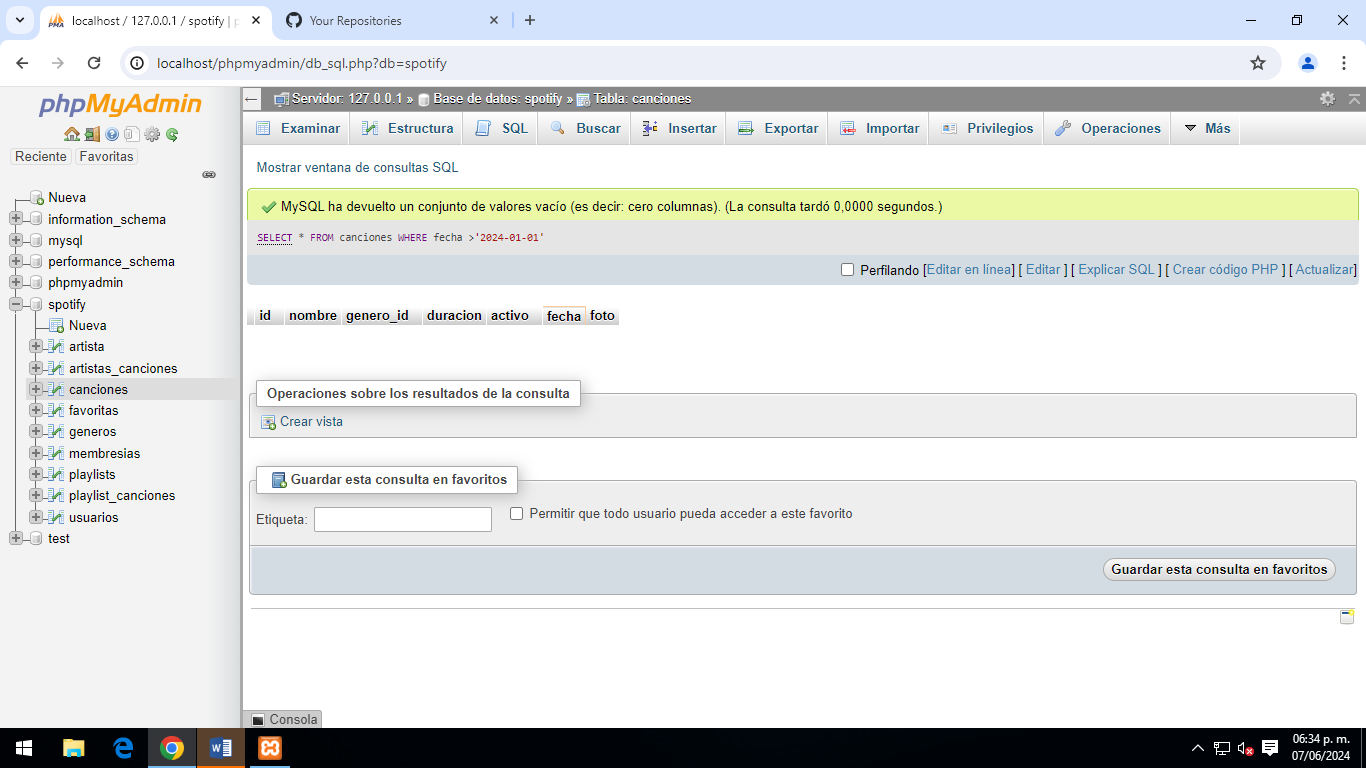 localhost / 127.0.0.1 / spotify | p
Your Repositories
localhost/phpmyadmin/db_sql.php?db=spotify
phpMyAdmin
Reciente Favoritas
Nueva
information_schema
mysql
performance_schema
phpmyadmin
spotify
Nueva
artista
artistas_canciones
canciones
favoritas
generos
membresias
playlists
playlist_canciones
usuarios
test
Servidor: 127.0.0.1 » Base de datos: spotify » Tabla: canciones
Examinar Estructura SQL Buscar Insertar Exportar Importar Privilegios Operaciones Más
Mostrar ventana de consultas SQL
MySQL ha devuelto un conjunto de valores vacío (es decir: cero columnas). (La consulta tardó 0,0000 segundos.)
SELECT * FROM canciones WHERE fecha >'2024-01-01'
Perfilando [Editar en línea] [ Editar ] [ Explicar SQL ] [ Crear código PHP ] [ Actualizar]
id nombre genero_id duracion activo fecha foto
Operaciones sobre los resultados de la consulta
Crear vista
Guardar esta consulta en favoritos
Etiqueta: Permitir que todo usuario pueda acceder a este favorito
Guardar esta consulta en favoritos
Consola
06:34 p. m.
07/06/2024